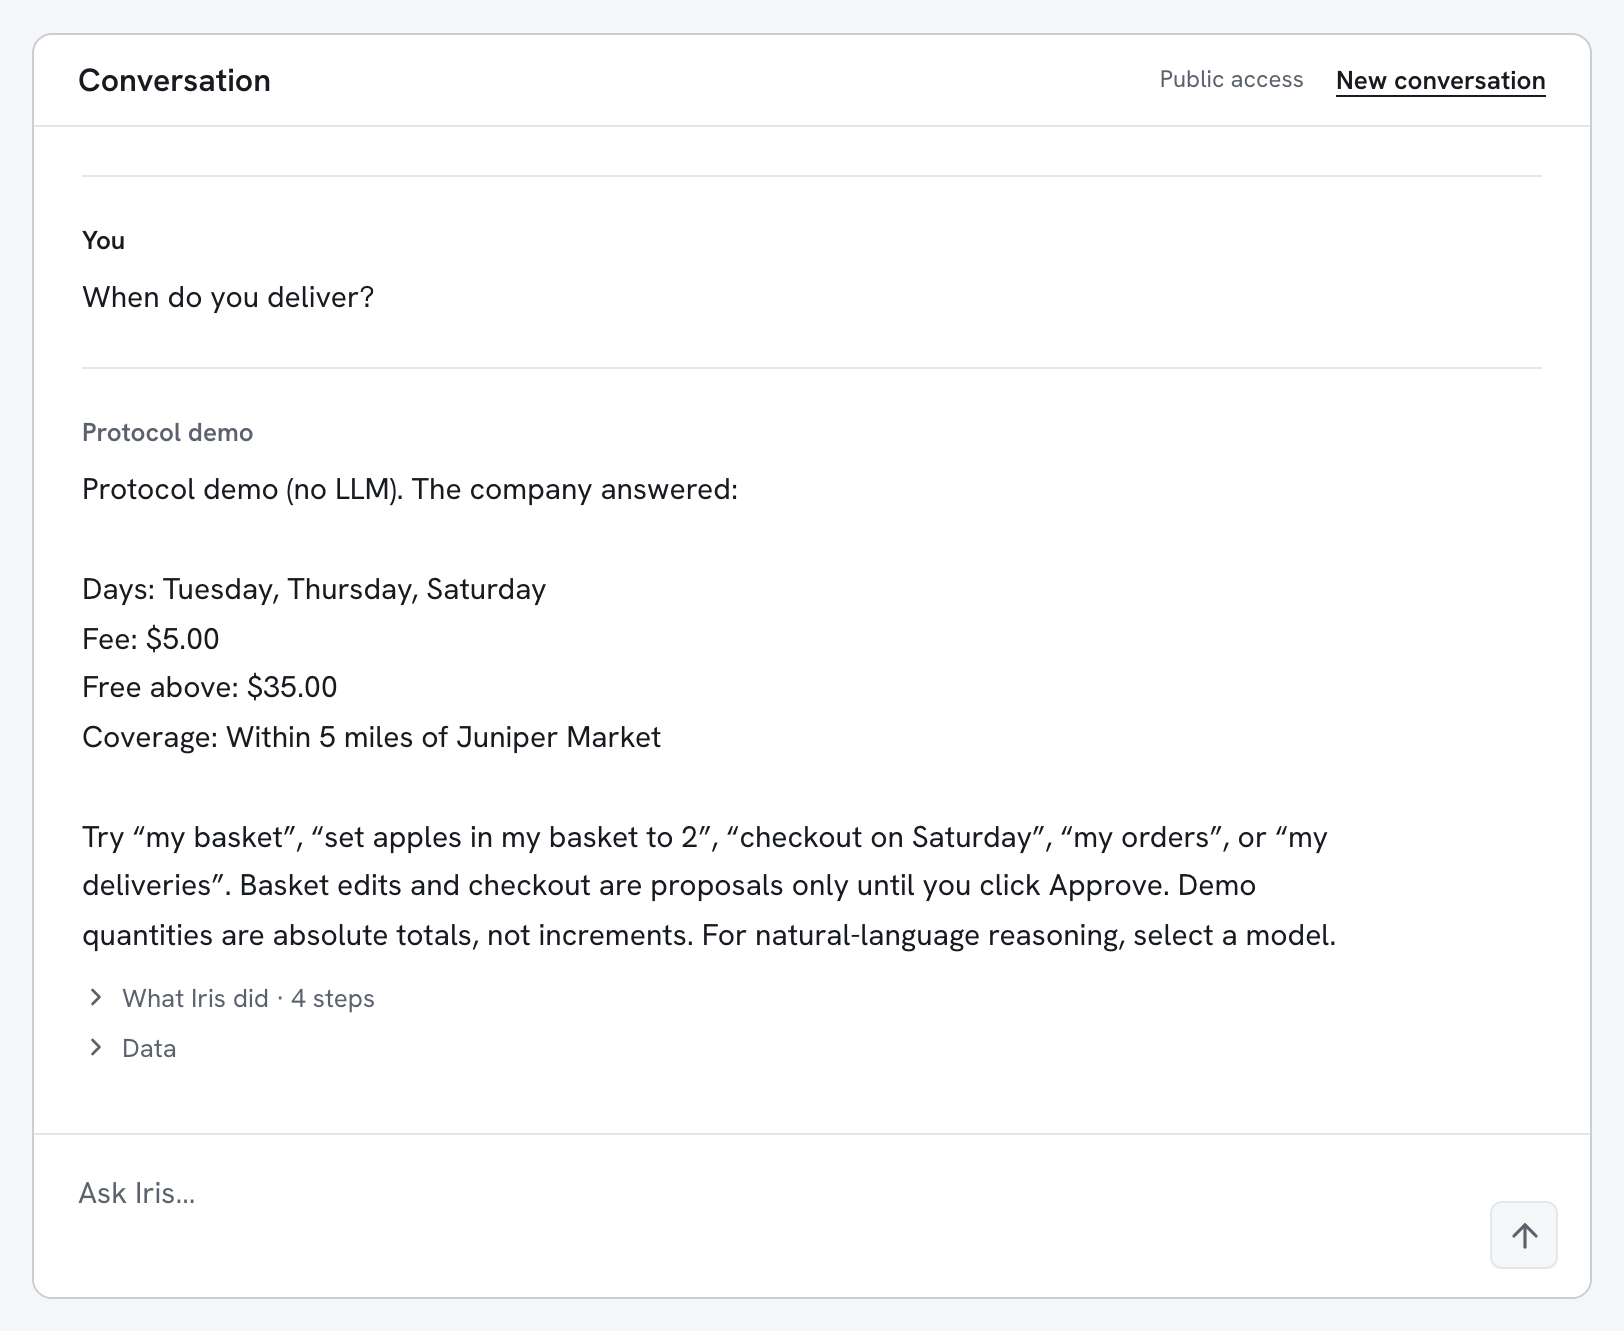 Conversation
Public access
New conversation
You
When do you deliver?
Protocol demo
Protocol demo (no LLM). The company answered:
Days: Tuesday, Thursday, Saturday
Fee: $5.00
Free above: $35.00
Coverage: Within 5 miles of Juniper Market
Try “my basket”, “set apples in my basket to 2”, “checkout on Saturday”, “my orders”, or “my
deliveries”. Basket edits and checkout are proposals only until you click Approve. Demo
quantities are absolute totals, not increments. For natural-language reasoning, select a model.
What Iris did · 4 steps
Data
Ask Iris...